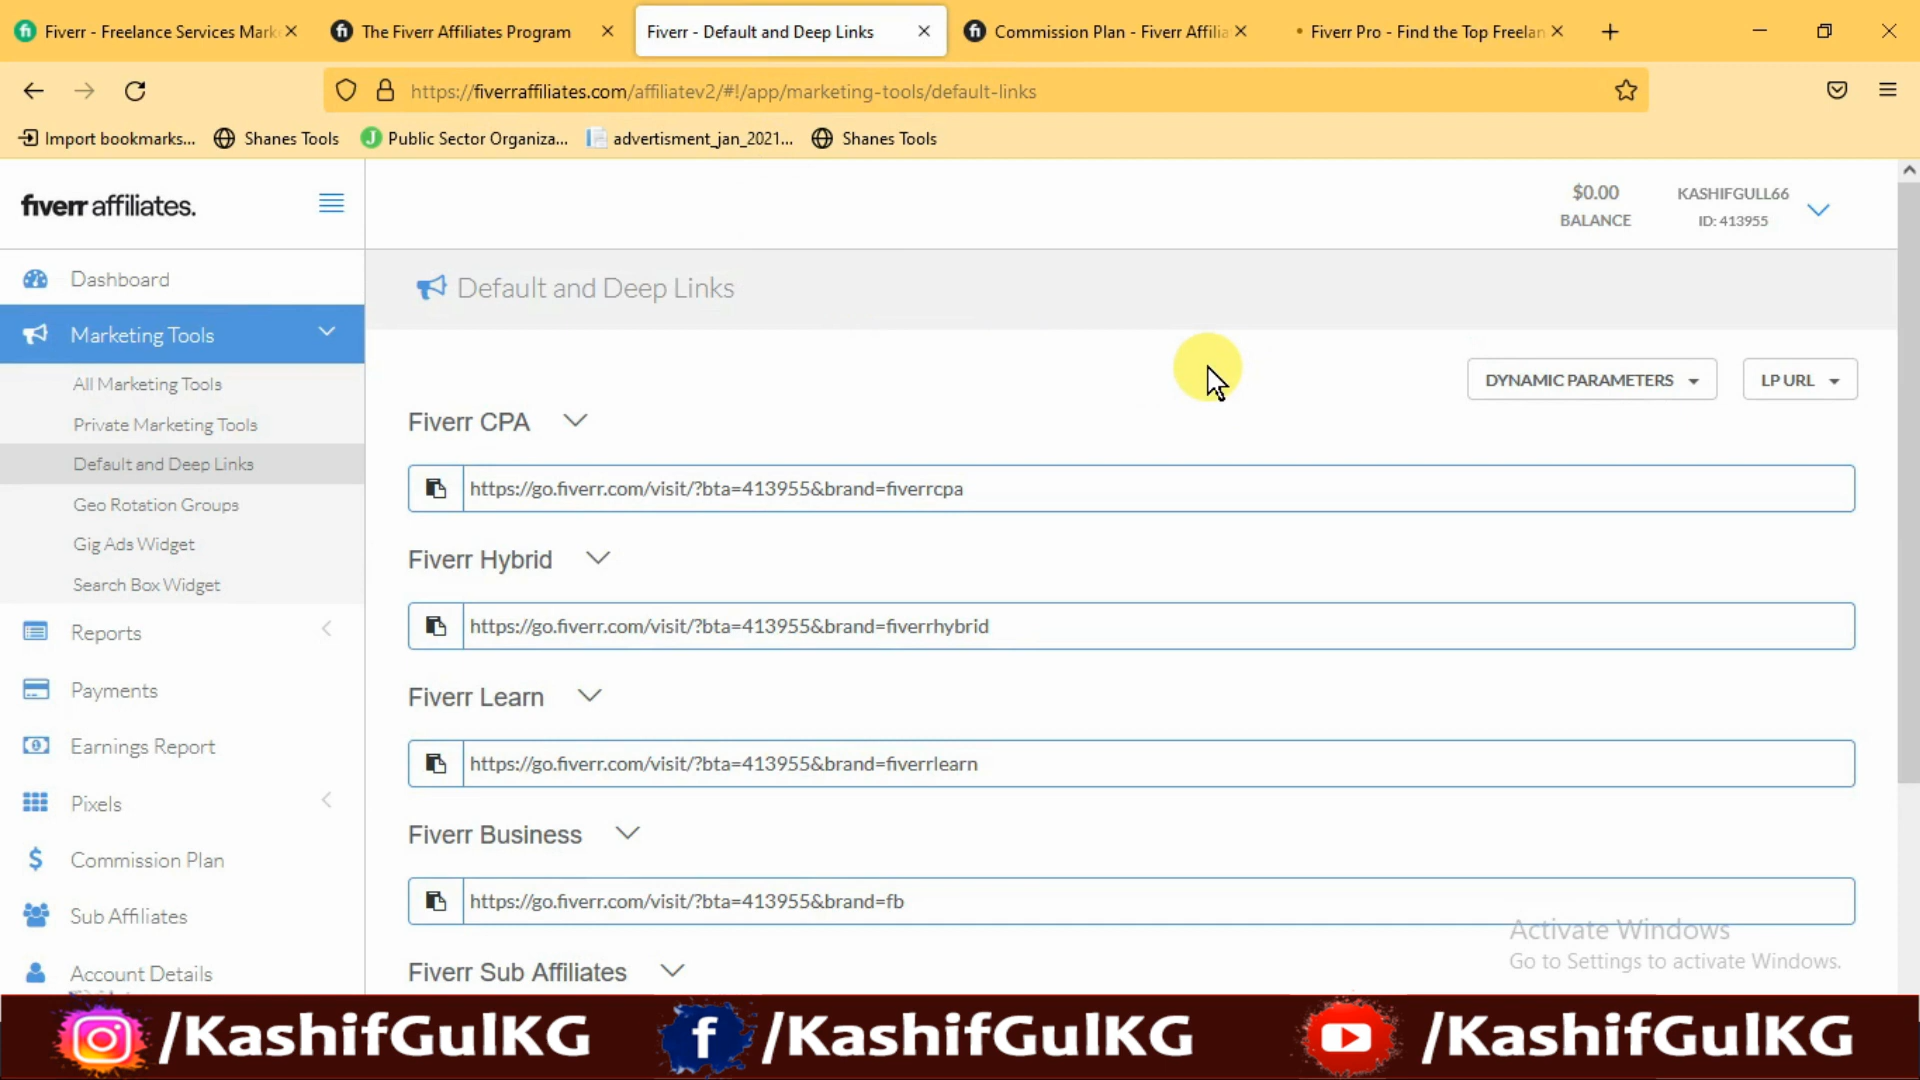 Fiverr - Freelance Services Mark
The Fiverr Affiliates Program
Fiverr - Default and Deep Links
Commission Plan - Fiverr Affilia
Fiverr Pro - Find the Top Freelan
https://fiverraffiliates.com/affiliatev2/#!/app/marketing-tools/default-links
Import bookmarks...
Shanes Tools
Public Sector Organiza...
advertisment_jan_2021...
Shanes Tools
fiverr affiliates.
$0.00
BALANCE
KASHIFGULL66
ID: 413955
Dashboard
Marketing Tools
All Marketing Tools
Private Marketing Tools
Default and Deep Links
Geo Rotation Groups
Gig Ads Widget
Search Box Widget
Reports
Payments
Earnings Report
Pixels
Commission Plan
Sub Affiliates
Account Details
Default and Deep Links
DYNAMIC PARAMETERS
LP URL
Fiverr CPA
https://go.fiverr.com/visit/?bta=413955&brand=fiverrcpa
Fiverr Hybrid
https://go.fiverr.com/visit/?bta=413955&brand=fiverrhybrid
Fiverr Learn
https://go.fiverr.com/visit/?bta=413955&brand=fiverrlearn
Fiverr Business
https://go.fiverr.com/visit/?bta=413955&brand=fb
Fiverr Sub Affiliates
Activate Windows
Go to Settings to activate Windows.
/KashifGulKG
/KashifGulKG
/KashifGulKG